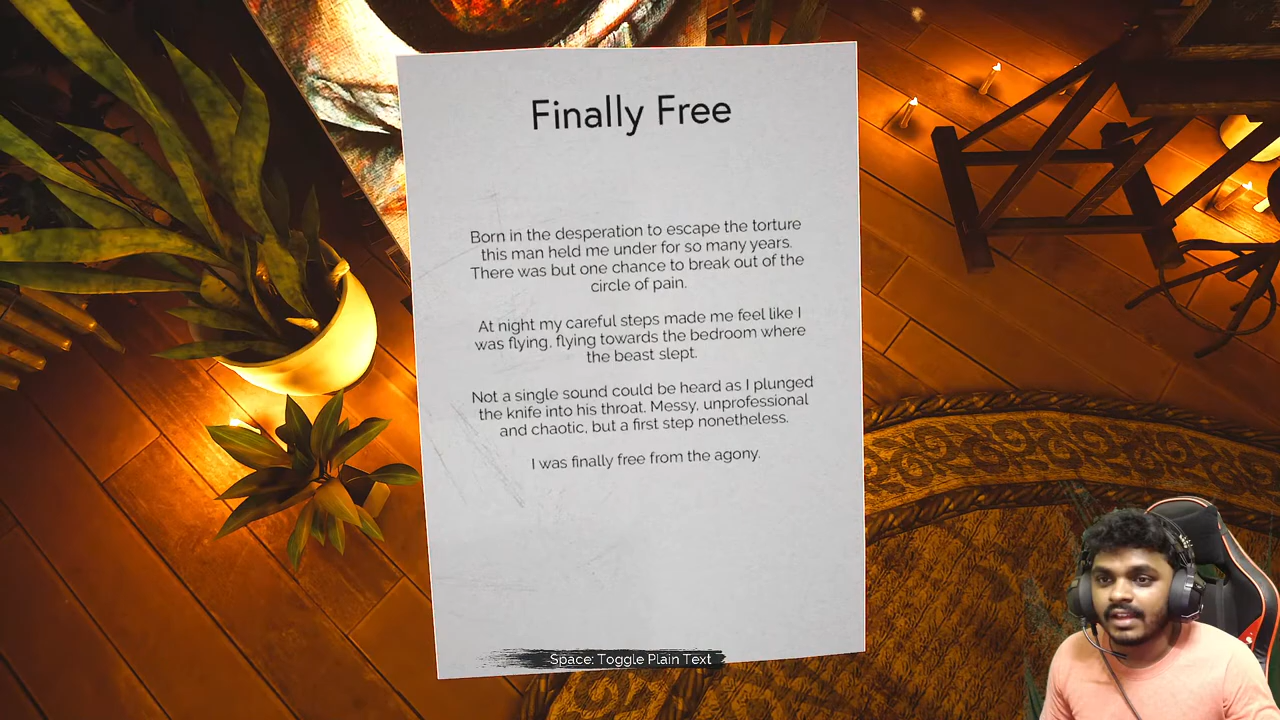 Finally Free
Born in the desperation to escape the torture
this man held me under for so many years.
There was but one chance to break out of the
circle of pain.
At night my careful steps made me feel like I
was flying, flying towards the bedroom where
the beast slept.
Not a single sound could be heard as I plunged
the knife into his throat. Messy, unprofessional
and chaotic, but a first step nonetheless.
I was finally free from the agony.
Space: Toggle Plain Text